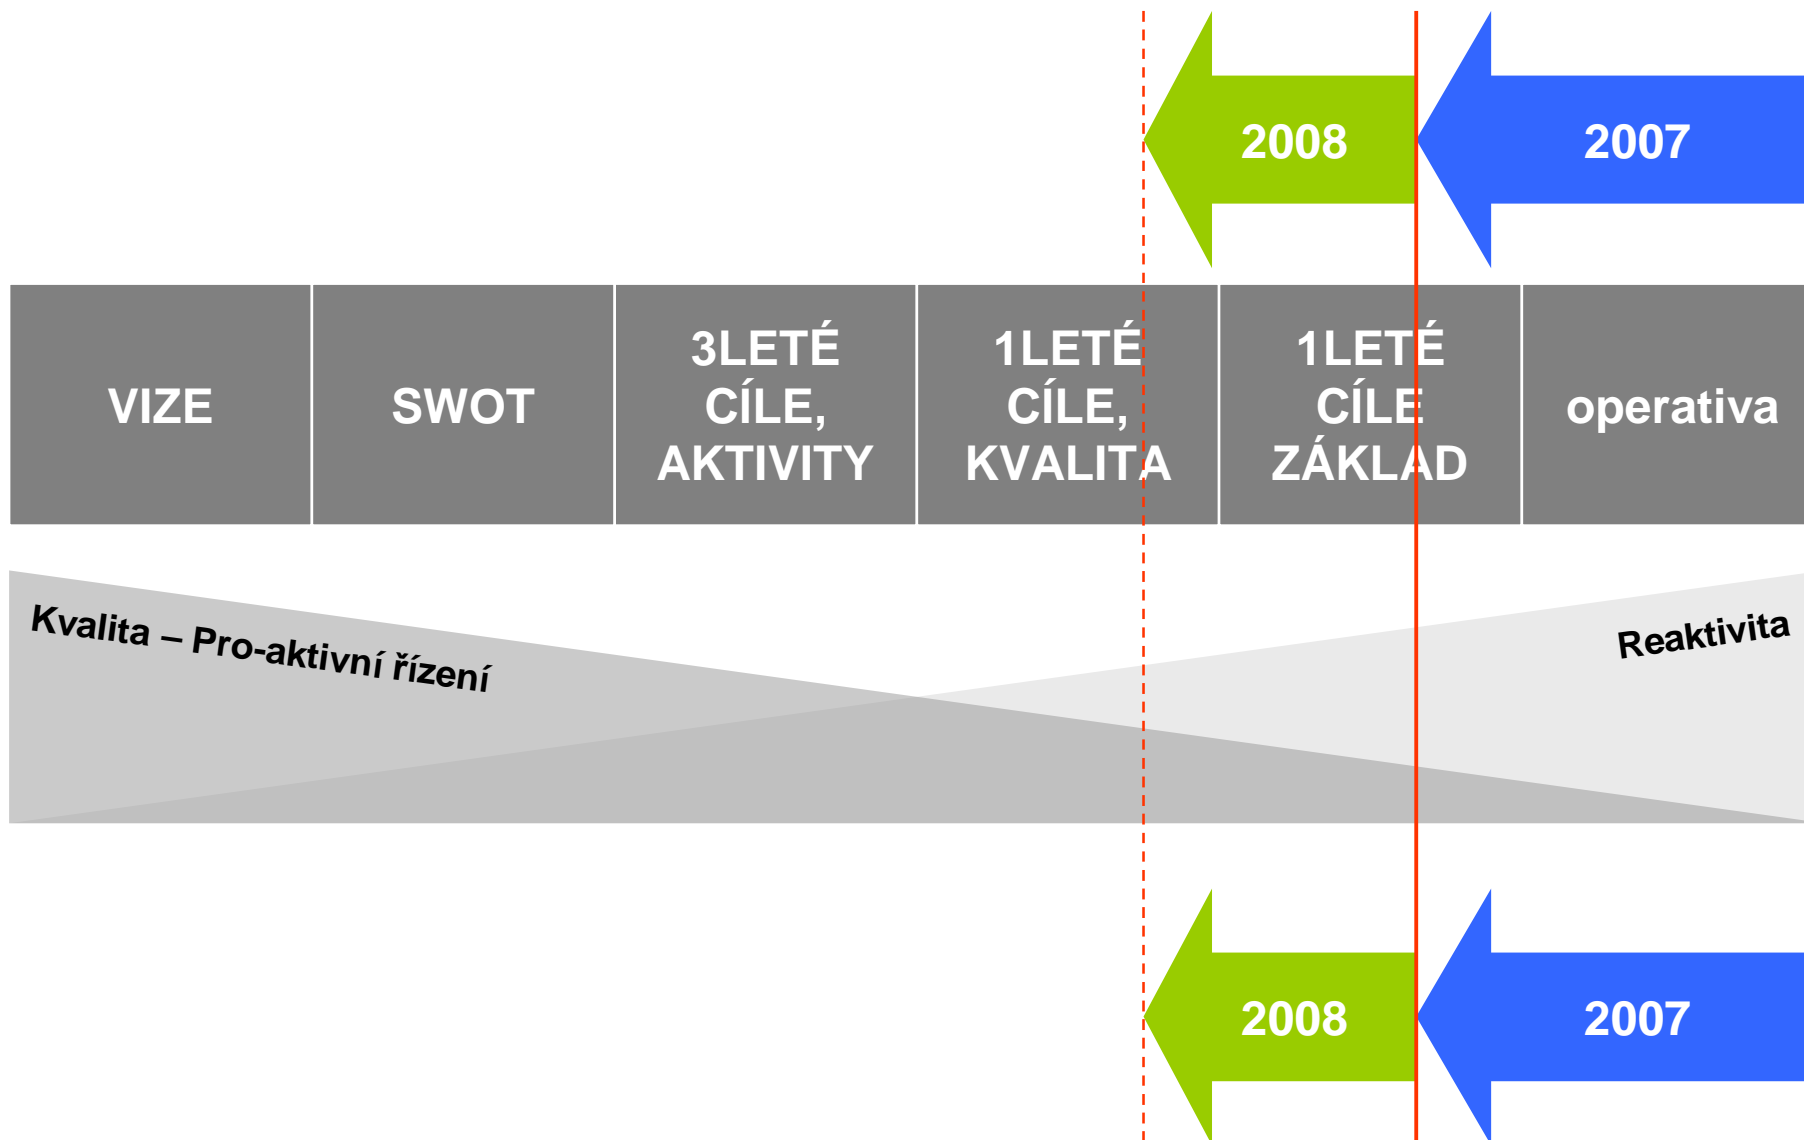 2008
2007
VIZE
SWOT
3LETÉ
CÍLE,
AKTIVITY
1LETÉ
CÍLE,
KVALITA
1LETÉ
CÍLE
ZÁKLAD
operativa
Kvalita – Pro-aktivní řízení
Reaktivita
2008
2007